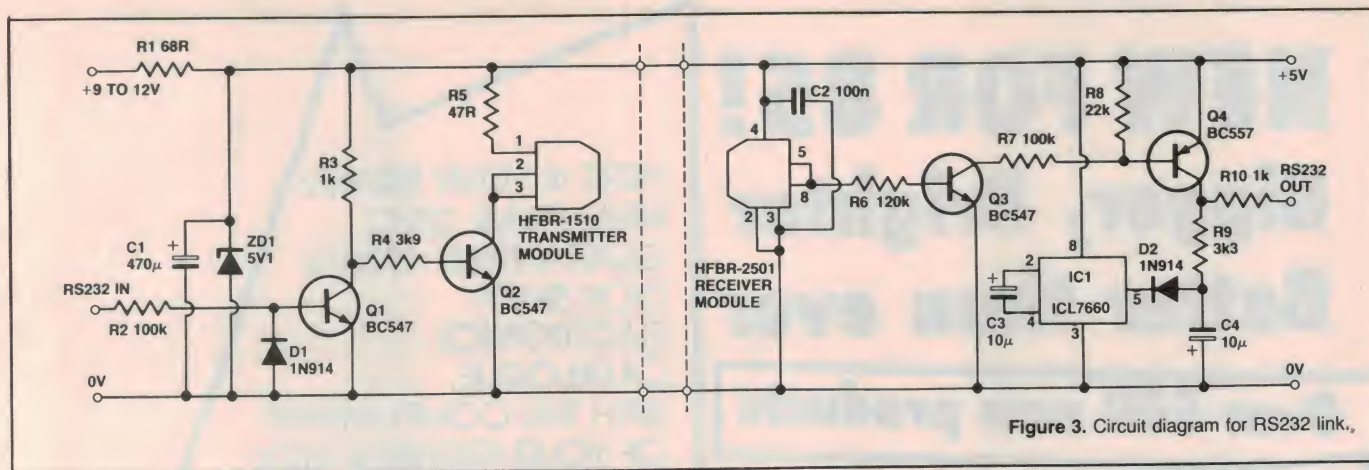 R1 68R
+9 TO 12V
R3
1k
R5
47R
1
2
3
HFBR-1510
TRANSMITTER
MODULE
C1
470µ
ZD1
5V1
R4 3k9
RS232 IN
R2 100k
D1
1N914
Q1
BC547
Q2
BC547
0V
C2 100n
4
5
8
2
3
HFBR-2501
RECEIVER
MODULE
R6 120k
R7 100k
Q3
BC547
R8
22k
+5V
Q4
BC557
R10 1k
RS232
OUT
R9
3k3
8
D2
1N914
2
IC1
5
4
ICL7660
3
C3
10µ
C4
10µ
0V
Figure 3. Circuit diagram for RS232 link.